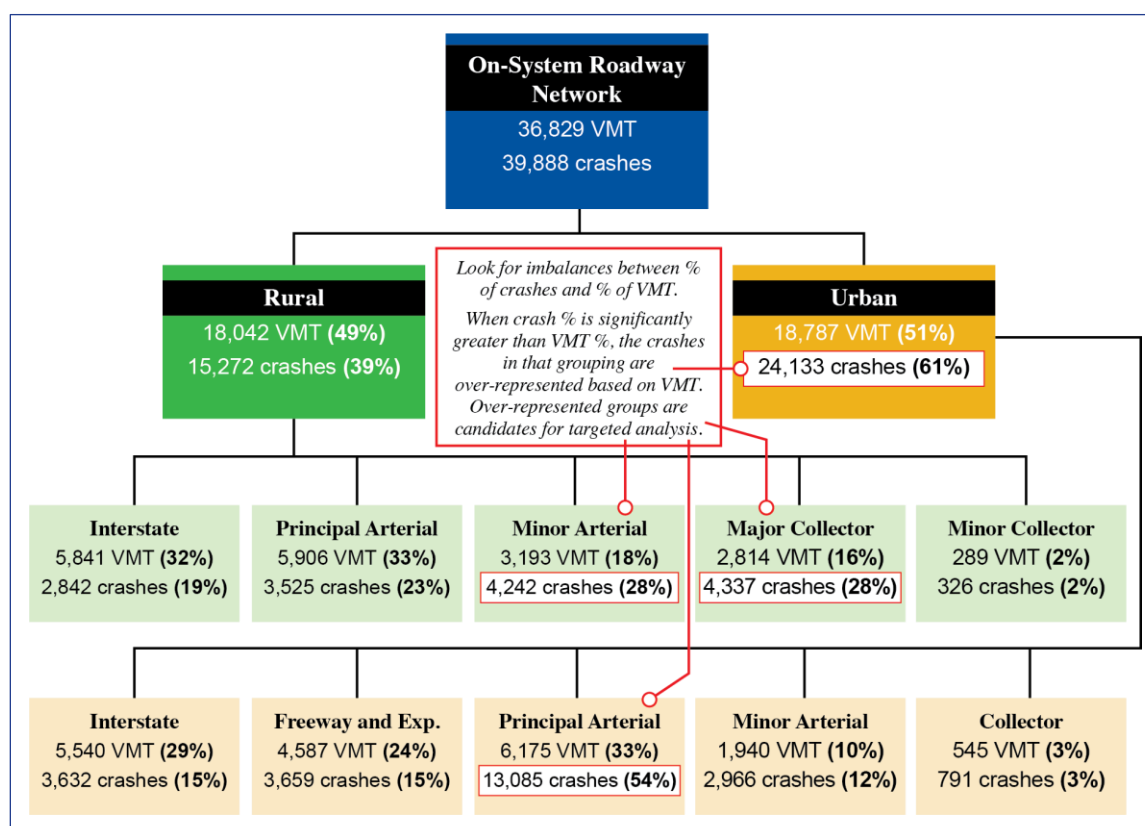 On-System Roadway
Network
36,829 VMT
39,888 crashes
Rural
18,042 VMT (49%)
15,272 crashes (39%)
Look for imbalances between %
of crashes and % of VMT.
When crash % is significantly
greater than VMT %, the crashes
in that grouping are
over-represented based on VMT.
Over-represented groups are
candidates for targeted analysis.
Urban
18,787 VMT (51%)
24,133 crashes (61%)
Interstate
5,841 VMT (32%)
2,842 crashes (19%)
Principal Arterial
5,906 VMT (33%)
3,525 crashes (23%)
Minor Arterial
3,193 VMT (18%)
4,242 crashes (28%)
Major Collector
2,814 VMT (16%)
4,337 crashes (28%)
Minor Collector
289 VMT (2%)
326 crashes (2%)
Interstate
5,540 VMT (29%)
3,632 crashes (15%)
Freeway and Exp.
4,587 VMT (24%)
3,659 crashes (15%)
Principal Arterial
6,175 VMT (33%)
13,085 crashes (54%)
Minor Arterial
1,940 VMT (10%)
2,966 crashes (12%)
Collector
545 VMT (3%)
791 crashes (3%)